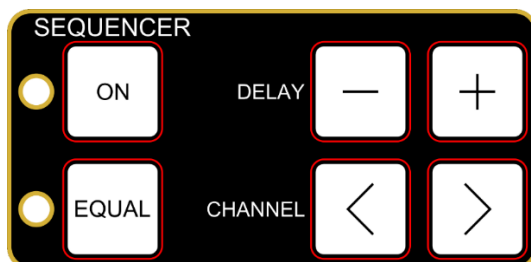 SEQUENCER
ON DELAY − +
EQUAL CHANNEL < >